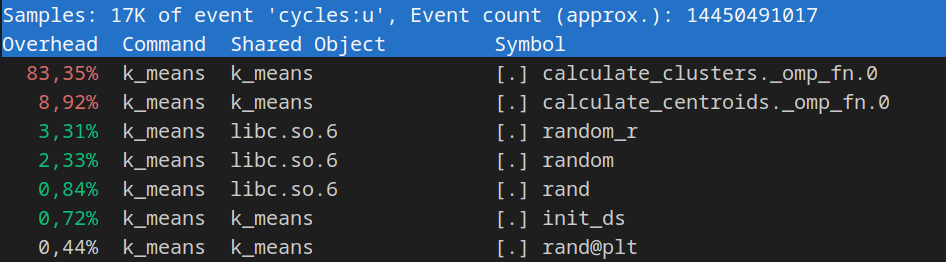 Samples: 17K of event 'cycles:u', Event count (approx.): 14450491017
Overhead  Command  Shared Object         Symbol
  83,35%  k_means  k_means               [.] calculate_clusters._omp_fn.0
   8,92%  k_means  k_means               [.] calculate_centroids._omp_fn.0
   3,31%  k_means  libc.so.6             [.] random_r
   2,33%  k_means  libc.so.6             [.] random
   0,84%  k_means  libc.so.6             [.] rand
   0,72%  k_means  k_means               [.] init_ds
   0,44%  k_means  k_means               [.] rand@plt